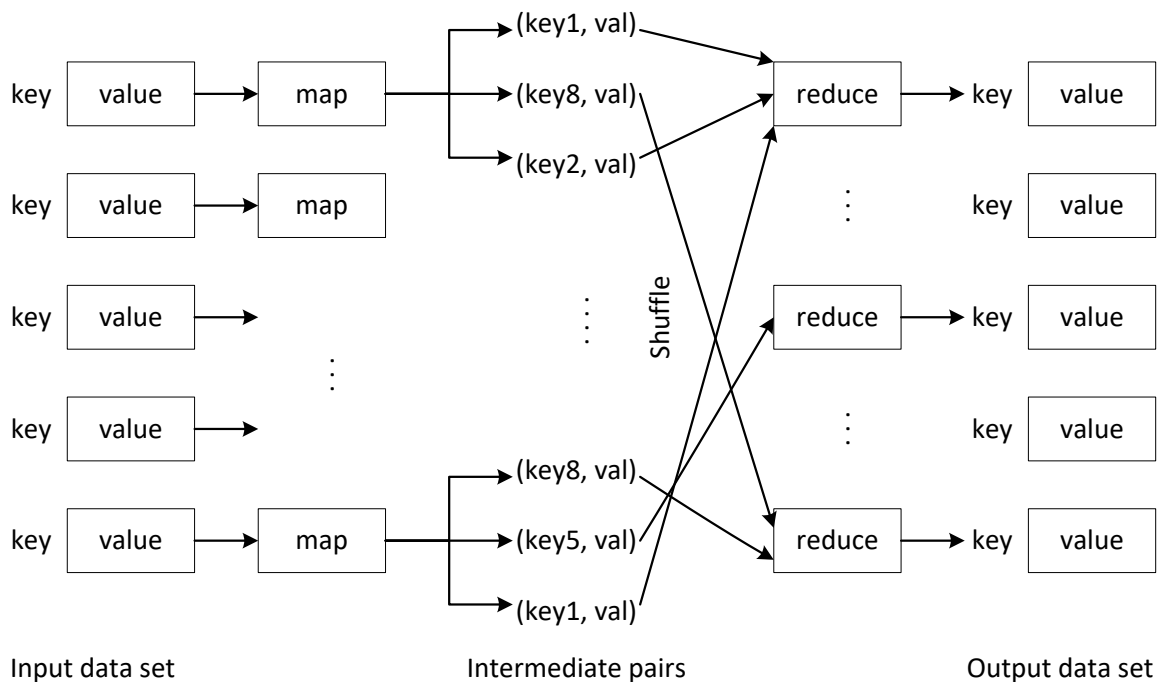 (key1, val)
key value map (key8, val) reduce key value
(key2, val)
key value map key value
key value Shuffle reduce key value
key value key value
(key8, val)
key value map (key5, val) reduce key value
(key1, val)
Input data set Intermediate pairs Output data set